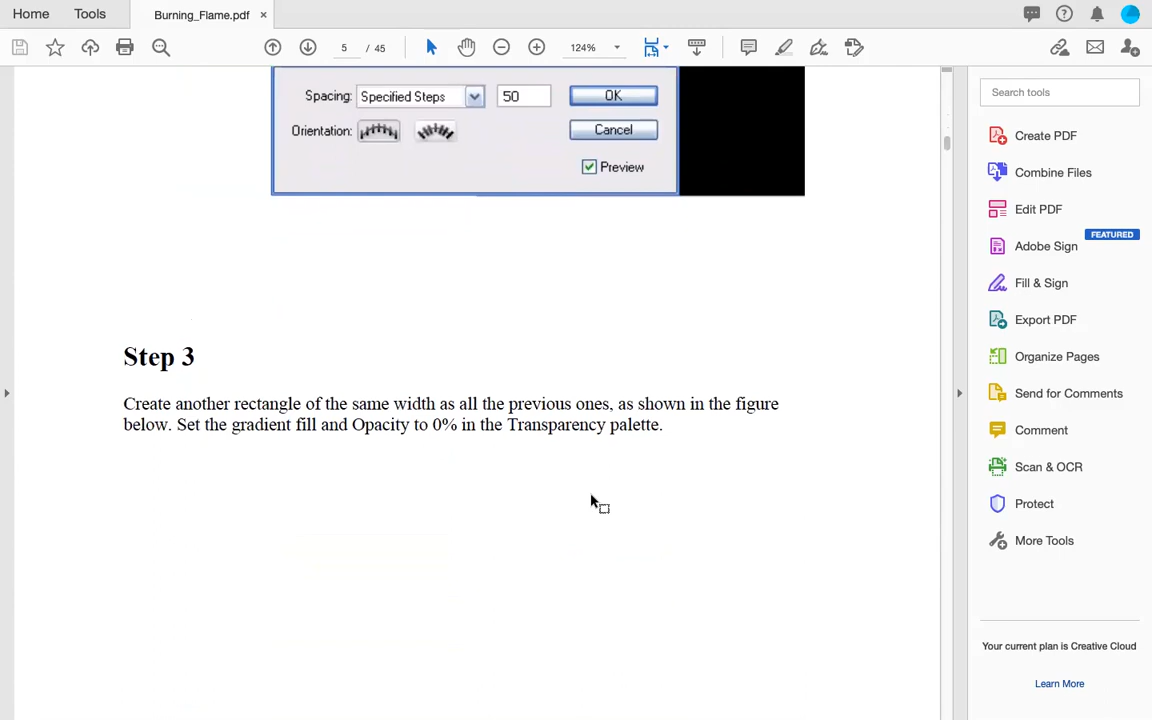 Home
Tools
Burning_Flame.pdf
5 / 45
124%
Spacing: Specified Steps 50 OK
Orientation: Cancel
Preview
Step 3
Create another rectangle of the same width as all the previous ones, as shown in the figure
below. Set the gradient fill and Opacity to 0% in the Transparency palette.
Search tools
Create PDF
Combine Files
Edit PDF
FEATURED
Adobe Sign
Fill & Sign
Export PDF
Organize Pages
Send for Comments
Comment
Scan & OCR
Protect
More Tools
Your current plan is Creative Cloud
Learn More